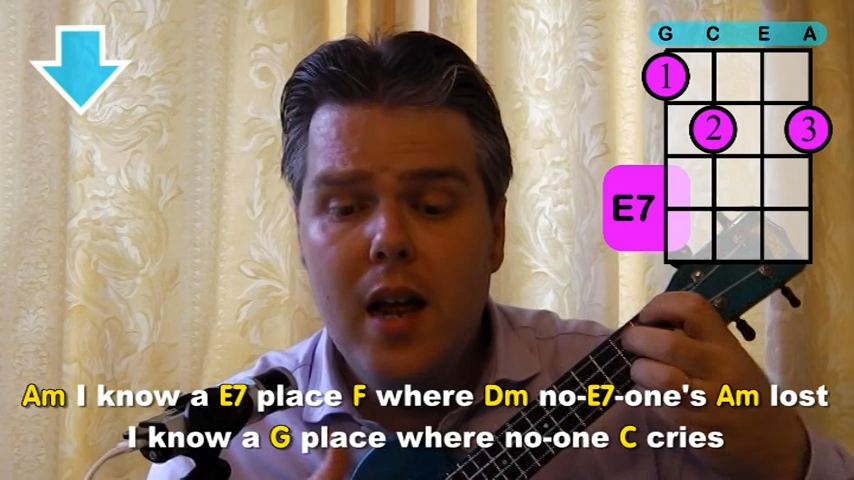 G C E A
1
2 3
E7
Am I know a E7 place F where Dm no-E7-one's Am lost
I know a G place where no-one C cries